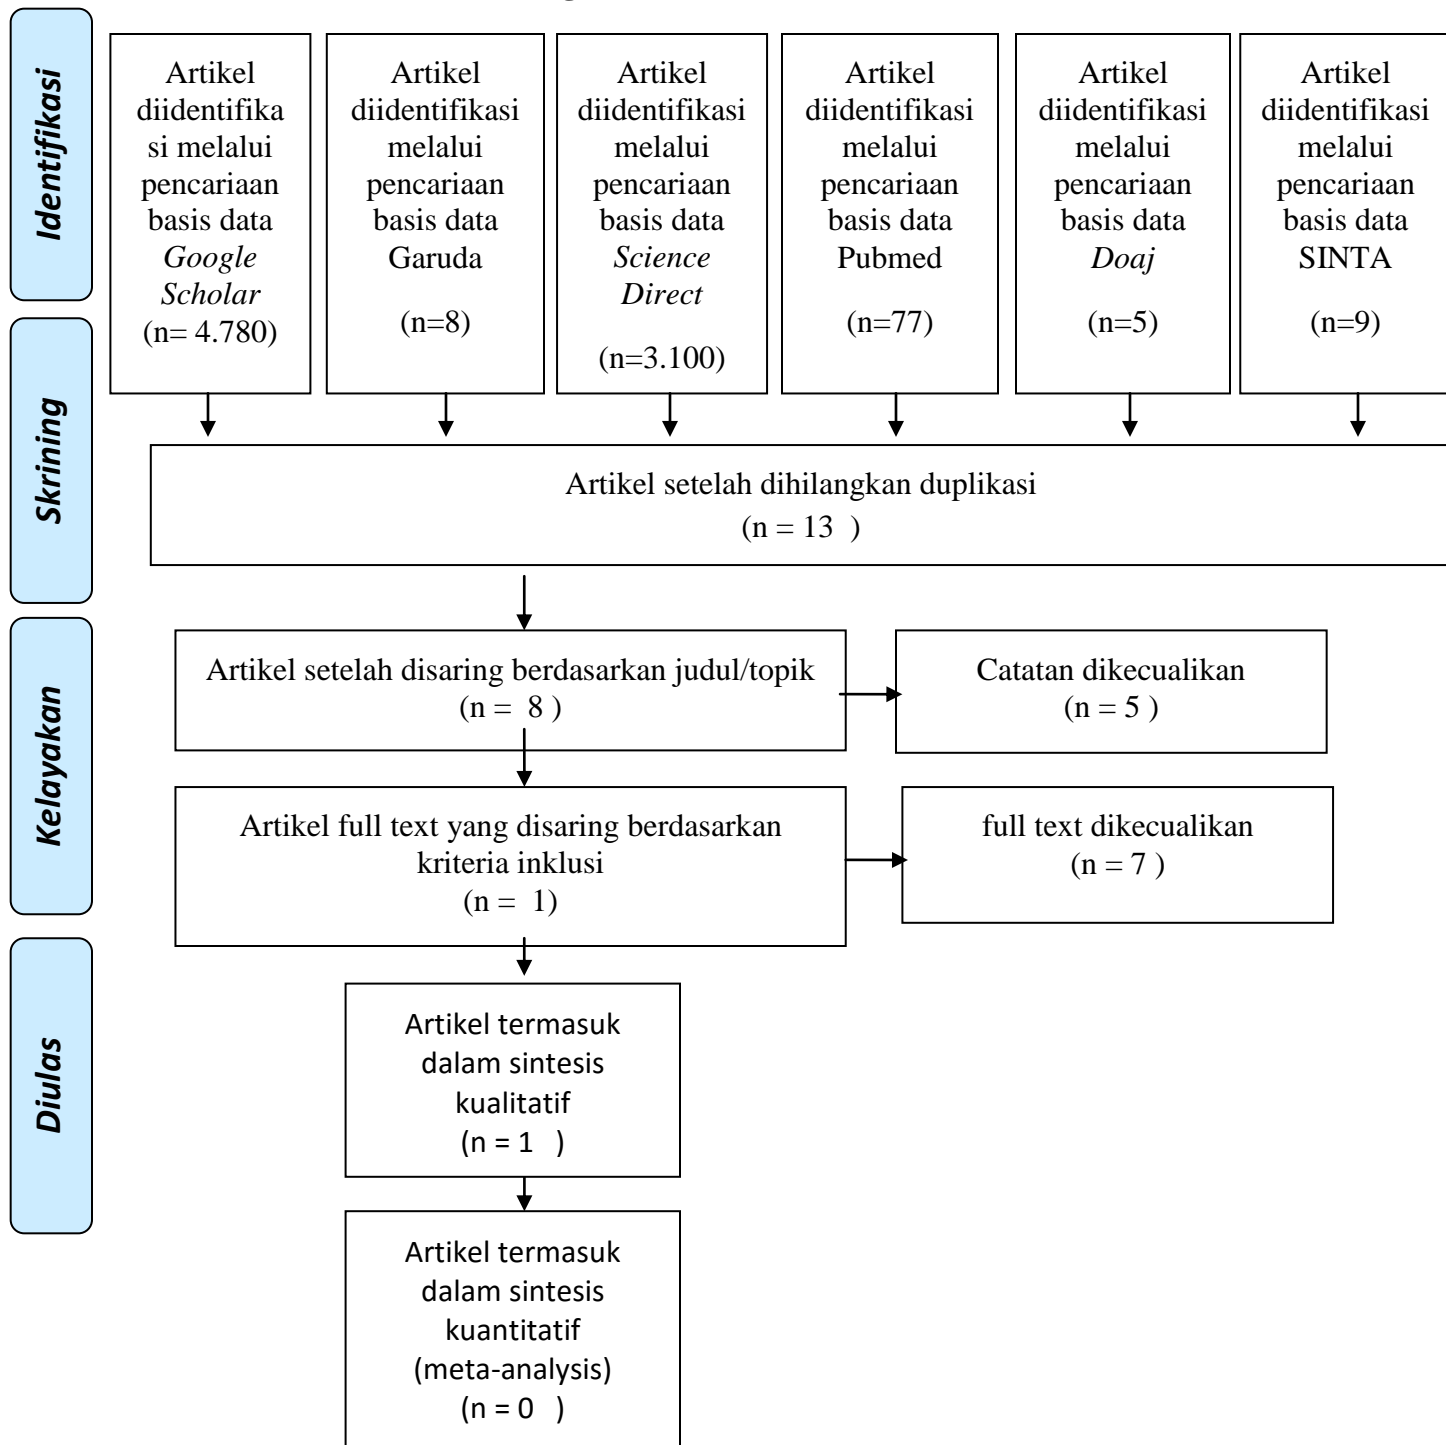 Identifikasi
Artikel
diidentifika
si melalui
pencariaan
basis data
Google
Scholar
(n= 4.780)
Artikel
diidentifikasi
melalui
pencariaan
basis data
Garuda
(n=8)
Artikel
diidentifikasi
melalui
pencariaan
basis data
Science
Direct
(n=3.100)
Artikel
diidentifikasi
melalui
pencariaan
basis data
Pubmed
(n=77)
Artikel
diidentifikasi
melalui
pencariaan
basis data
Doaj
(n=5)
Artikel
diidentifikasi
melalui
pencariaan
basis data
SINTA
(n=9)
Skrining
Artikel setelah dihilangkan duplikasi
(n = 13  )
Kelayakan
Artikel setelah disaring berdasarkan judul/topik
(n =  8 )
Catatan dikecualikan
(n = 5 )
Artikel full text yang disaring berdasarkan
kriteria inklusi
(n =  1)
full text dikecualikan
(n = 7 )
Diulas
Artikel termasuk
dalam sintesis
kualitatif
(n = 1   )
Artikel termasuk
dalam sintesis
kuantitatif
(meta-analysis)
(n = 0   )